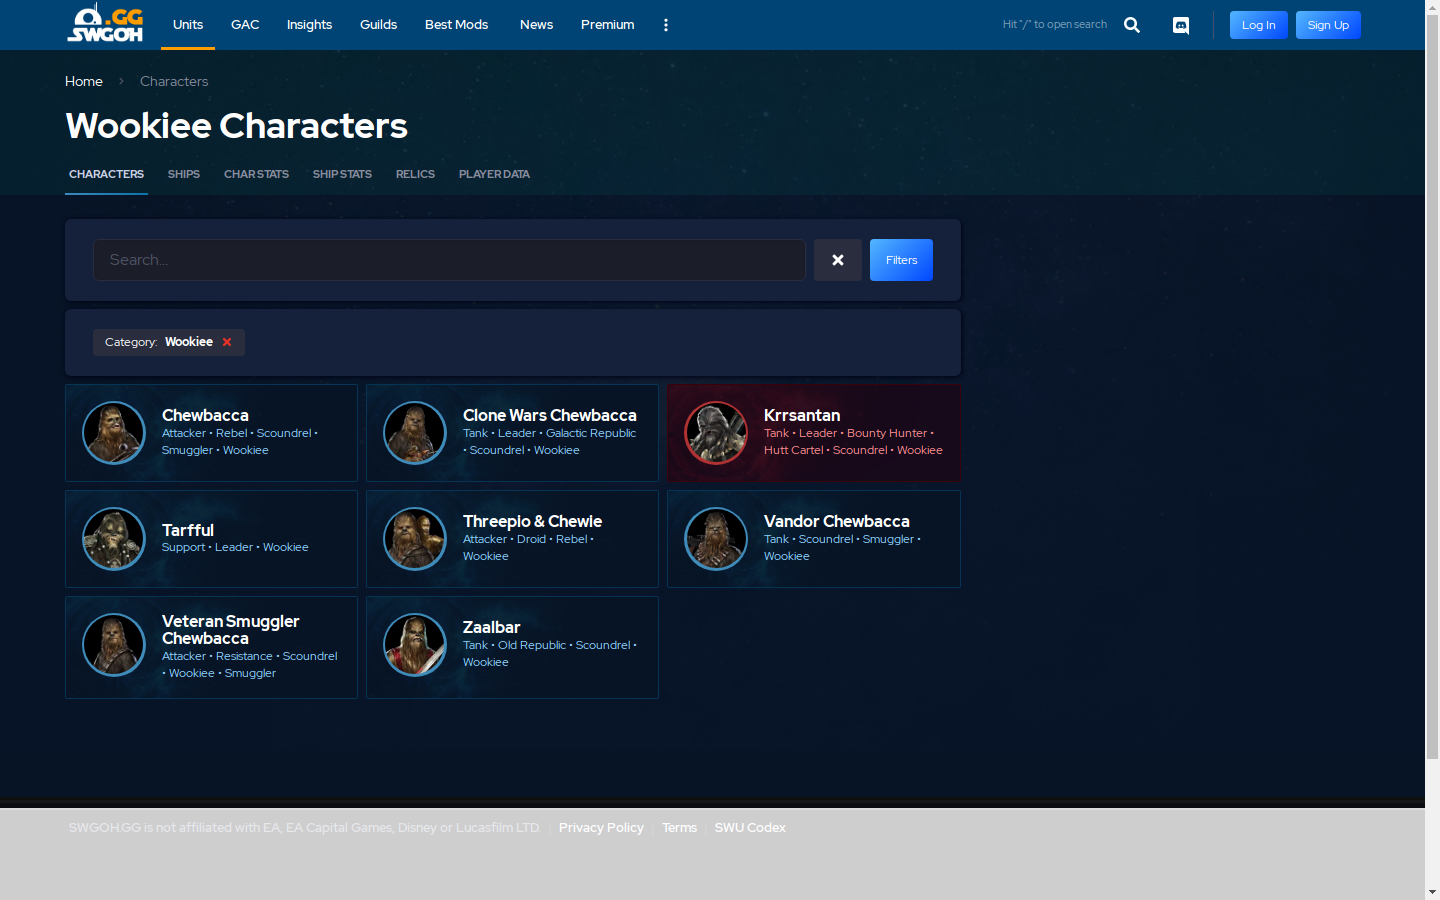 .GG
SWGOH
Units
GAC
Insights
Guilds
Best Mods
News
Premium
Hit "/" to open search
Log In
Sign Up
Home
Characters
Wookiee Characters
CHARACTERS
SHIPS
CHAR STATS
SHIP STATS
RELICS
PLAYER DATA
Search...
Filters
Category: Wookiee
Chewbacca
Attacker • Rebel • Scoundrel •
Smuggler • Wookiee
Clone Wars Chewbacca
Tank • Leader • Galactic Republic
• Scoundrel • Wookiee
Krrsantan
Tank • Leader • Bounty Hunter •
Hutt Cartel • Scoundrel • Wookiee
Tarfful
Support • Leader • Wookiee
Threepio & Chewie
Attacker • Droid • Rebel •
Wookiee
Vandor Chewbacca
Tank • Scoundrel • Smuggler •
Wookiee
Veteran Smuggler
Chewbacca
Attacker • Resistance • Scoundrel
• Wookiee • Smuggler
Zaalbar
Tank • Old Republic • Scoundrel •
Wookiee
SWGOH.GG is not affiliated with EA, EA Capital Games, Disney or Lucasfilm LTD. | Privacy Policy | Terms | SWU Codex